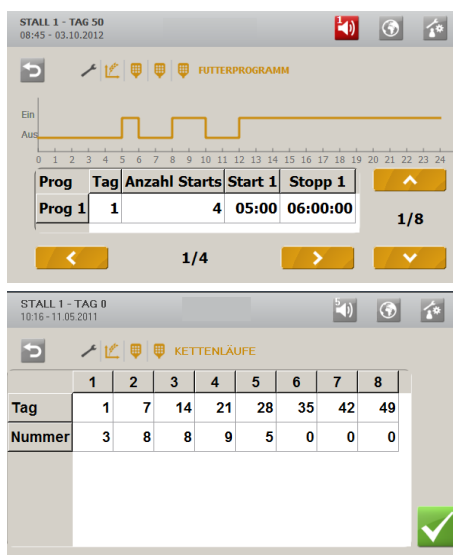 STALL 1 - TAG 50
08:45 - 03.10.2012
1
FUTTERPROGRAMM
Ein
Aus
0 1 2 3 4 5 6 7 8 9 10 11 12 13 14 15 16 17 18 19 20 21 22 23 24
Prog Tag Anzahl Starts Start 1 Stopp 1
Prog 1 1 4 05:00 06:00:00
1/8
1/4
STALL 1 - TAG 0
10:16 - 11.05.2011
5
KETTENLÄUFE
1 2 3 4 5 6 7 8
Tag 1 7 14 21 28 35 42 49
Nummer 3 8 8 9 5 0 0 0